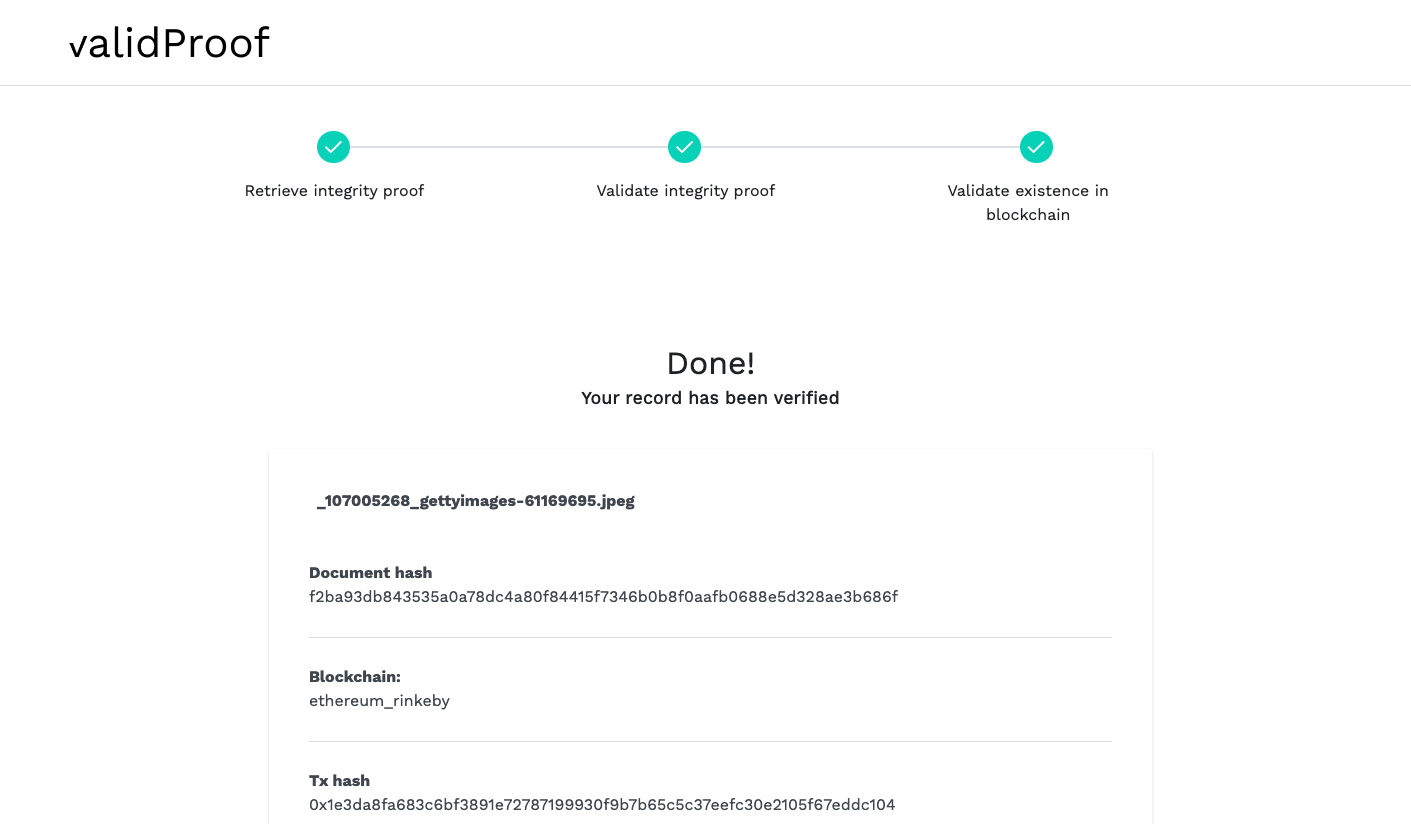 validProof
Retrieve integrity proof
Validate integrity proof
Validate existence in
blockchain
Done!
Your record has been verified
_107005268_gettyimages-61169695.jpeg
Document hash
f2ba93db843535a0a78dc4a80f84415f7346b0b8f0aafb0688e5d328ae3b686f
Blockchain:
ethereum_rinkeby
Tx hash
0x1e3da8fa683c6bf3891e72787199930f9b7b65c5c37eefc30e2105f67eddc104